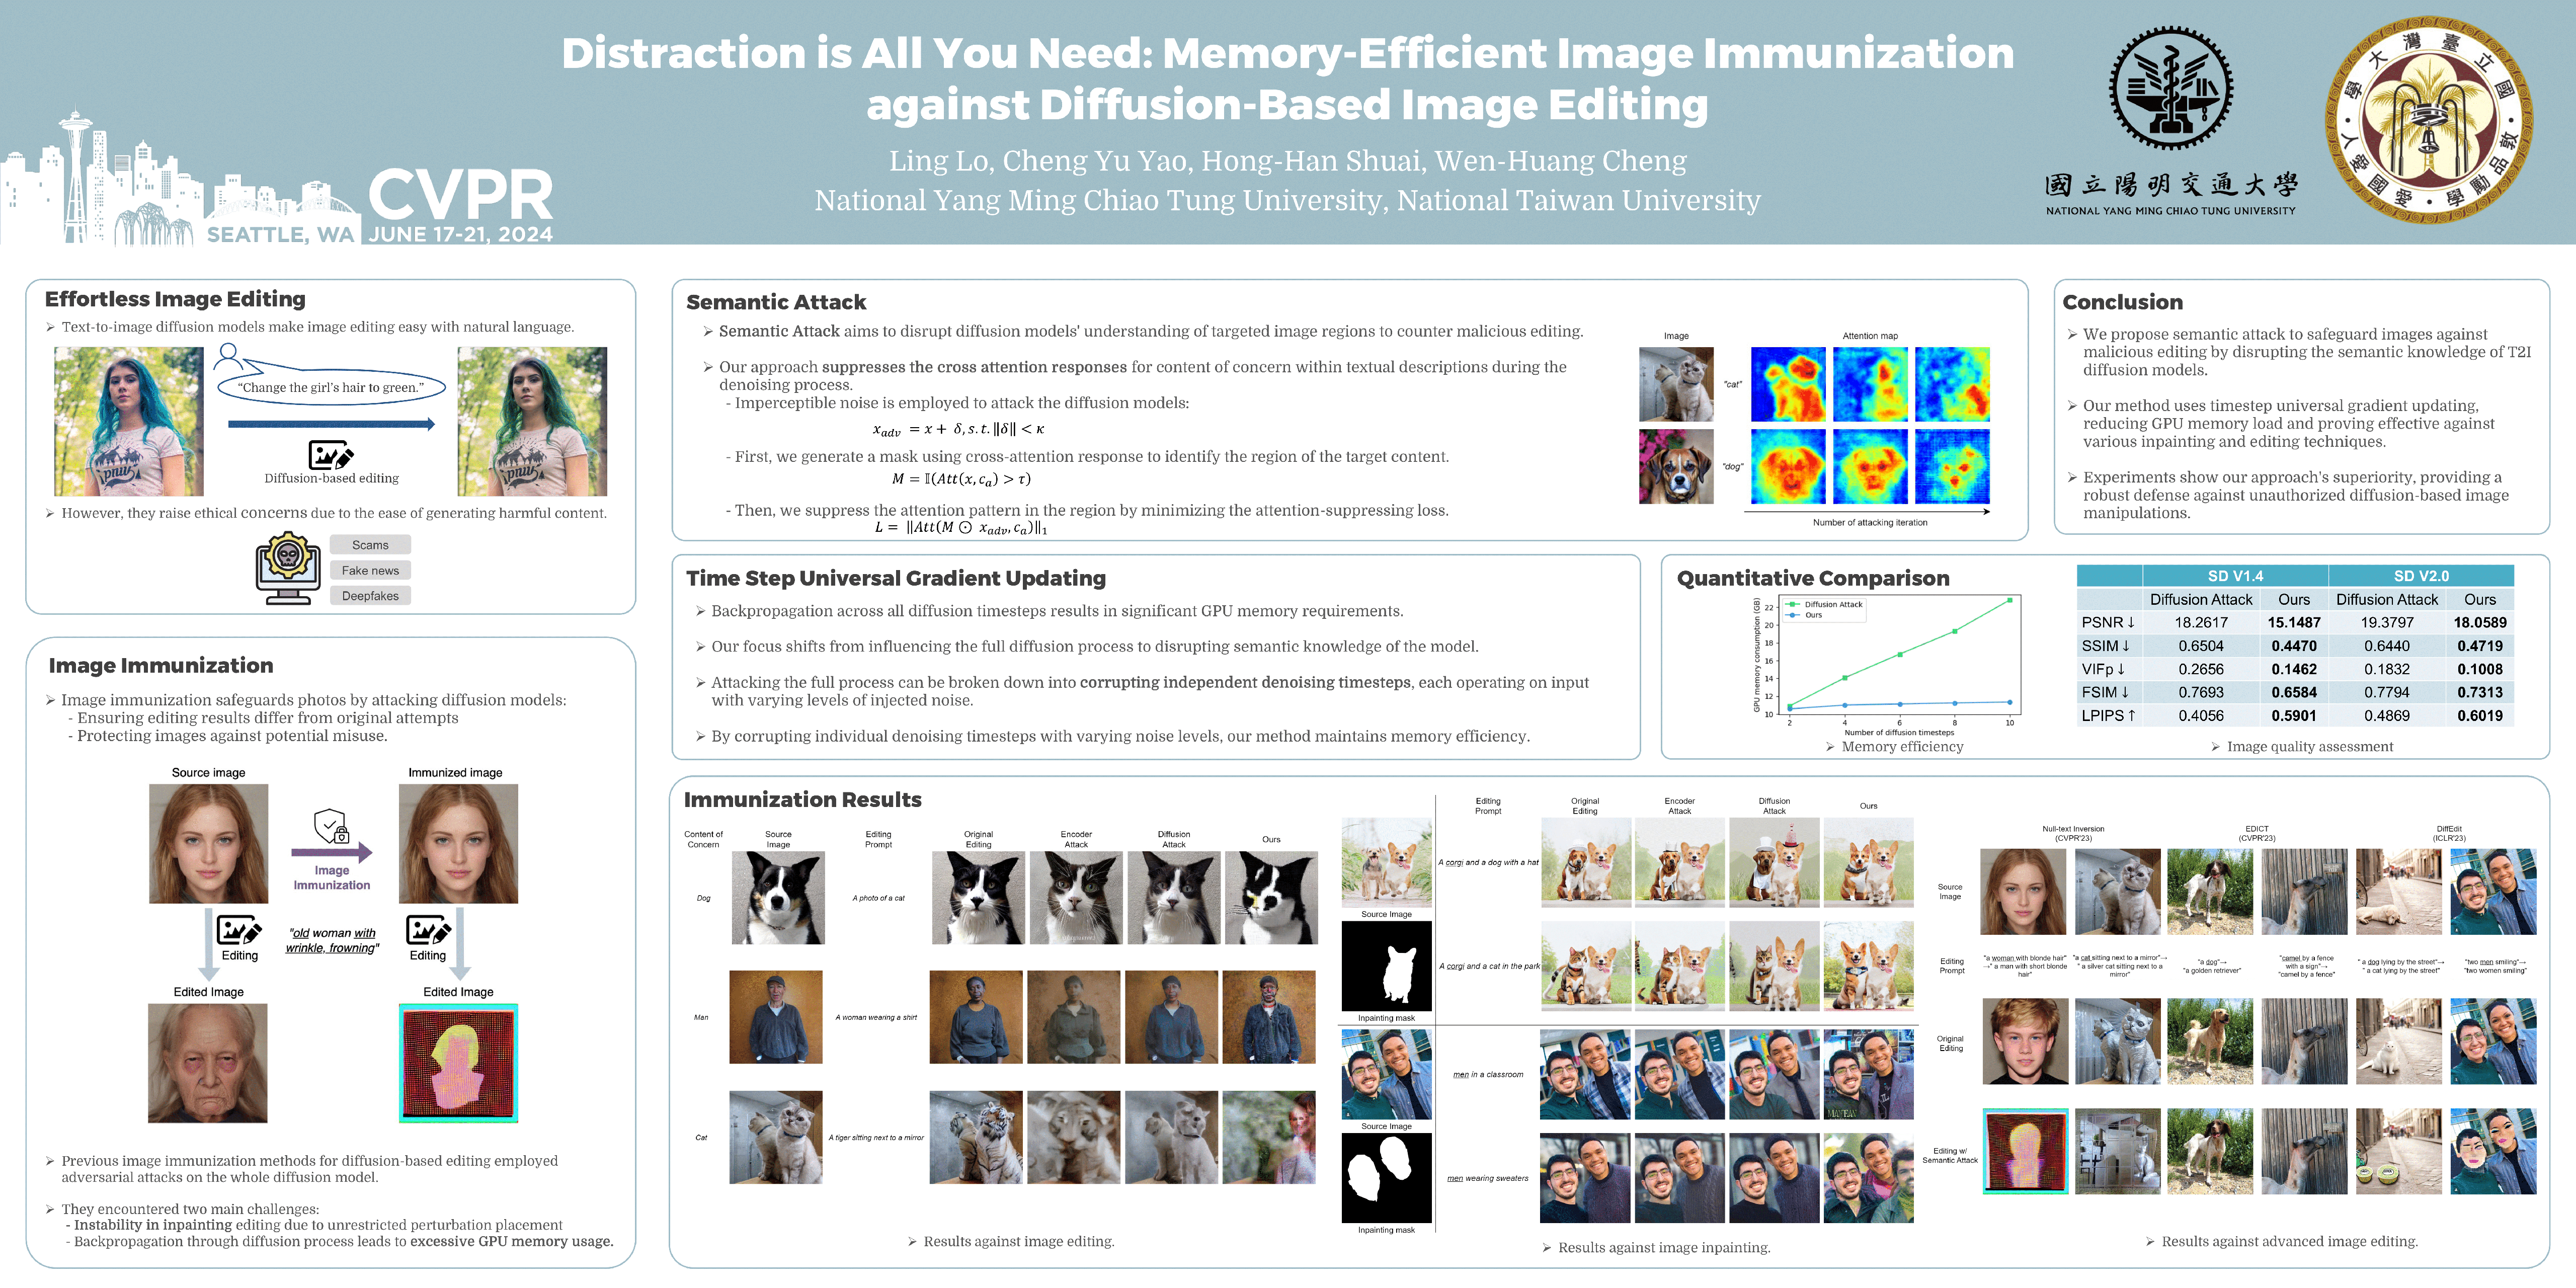 Distraction is All You Need: Memory-Efficient Image Immunization
against Diffusion-Based Image Editing
Ling Lo, Cheng Yu Yao, Hong-Han Shuai, Wen-Huang Cheng
National Yang Ming Chiao Tung University, National Taiwan University
SEATTLE, WA
CVPR
JUNE 17-21, 2024
國立陽明交通大學
NATIONAL YANG MING CHIAO TUNG UNIVERSITY
國立臺灣大學
敦品勵學・愛國愛人
Effortless Image Editing
➢ Text-to-image diffusion models make image editing easy with natural language.
“Change the girl’s hair to green.”
Diffusion-based editing
➢ However, they raise ethical concerns due to the ease of generating harmful content.
Scams
Fake news
Deepfakes
Image Immunization
➢ Image immunization safeguards photos by attacking diffusion models:
- Ensuring editing results differ from original attempts
- Protecting images against potential misuse.
Source image
Immunized image
Image
Immunization
Editing
"old woman with
wrinkle, frowning"
Editing
Edited Image
Edited Image
➢ Previous image immunization methods for diffusion-based editing employed
adversarial attacks on the whole diffusion model.
➢ They encountered two main challenges:
- Instability in inpainting editing due to unrestricted perturbation placement
- Backpropagation through diffusion process leads to excessive GPU memory usage.
Semantic Attack
➢ Semantic Attack aims to disrupt diffusion models' understanding of targeted image regions to counter malicious editing.
➢ Our approach suppresses the cross attention responses for content of concern within textual descriptions during the
denoising process.
- Imperceptible noise is employed to attack the diffusion models:
x_adv = x + δ, s.t. ‖δ‖ < κ
- First, we generate a mask using cross-attention response to identify the region of the target content.
M = 𝕀(Att(x, c_a) > τ)
- Then, we suppress the attention pattern in the region by minimizing the attention-suppressing loss.
L = ‖Att(M ⊙ x_adv, c_a)‖₁
Image
Attention map
"cat"
"dog"
Number of attacking iteration
Time Step Universal Gradient Updating
➢ Backpropagation across all diffusion timesteps results in significant GPU memory requirements.
➢ Our focus shifts from influencing the full diffusion process to disrupting semantic knowledge of the model.
➢ Attacking the full process can be broken down into corrupting independent denoising timesteps, each operating on input
with varying levels of injected noise.
➢ By corrupting individual denoising timesteps with varying noise levels, our method maintains memory efficiency.
Conclusion
➢ We propose semantic attack to safeguard images against
malicious editing by disrupting the semantic knowledge of T2I
diffusion models.
➢ Our method uses timestep universal gradient updating,
reducing GPU memory load and proving effective against
various inpainting and editing techniques.
➢ Experiments show our approach's superiority, providing a
robust defense against unauthorized diffusion-based image
manipulations.
Quantitative Comparison
GPU memory consumption (GB)
22
20
18
16
14
12
10
Diffusion Attack
Ours
2 4 6 8 10
Number of diffusion timesteps
➢ Memory efficiency
SD V1.4 SD V2.0
Diffusion Attack Ours Diffusion Attack Ours
PSNR ↓ 18.2617 15.1487 19.3797 18.0589
SSIM ↓ 0.6504 0.4470 0.6440 0.4719
VIFp ↓ 0.2656 0.1462 0.1832 0.1008
FSIM ↓ 0.7693 0.6584 0.7794 0.7313
LPIPS ↑ 0.4056 0.5901 0.4869 0.6019
➢ Image quality assessment
Immunization Results
Content of
Concern
Source
Image
Editing
Prompt
Original
Editing
Encoder
Attack
Diffusion
Attack
Ours
Dog
A photo of a cat
Man
A woman wearing a shirt
Cat
A tiger sitting next to a mirror
➢ Results against image editing.
Editing
Prompt
Original
Editing
Encoder
Attack
Diffusion
Attack
Ours
A corgi and a dog with a hat
Source Image
A corgi and a cat in the park
Inpainting mask
men in a classroom
Source Image
men wearing sweaters
Inpainting mask
➢ Results against image inpainting.
Null-text Inversion
(CVPR'23)
EDICT
(CVPR'23)
DiffEdit
(ICLR'23)
Source
Image
Editing
Prompt
"a woman with blonde hair"
→" a man with short blonde
hair"
"a cat sitting next to a mirror"→
" a silver cat sitting next to a
mirror"
"a dog"→
"a golden retriever"
"camel by a fence
with a sign"→
"camel by a fence"
" a dog lying by the street"→
" a cat lying by the street"
"two men smiling"→
"two women smiling"
Original
Editing
Editing w/
Semantic Attack
➢ Results against advanced image editing.